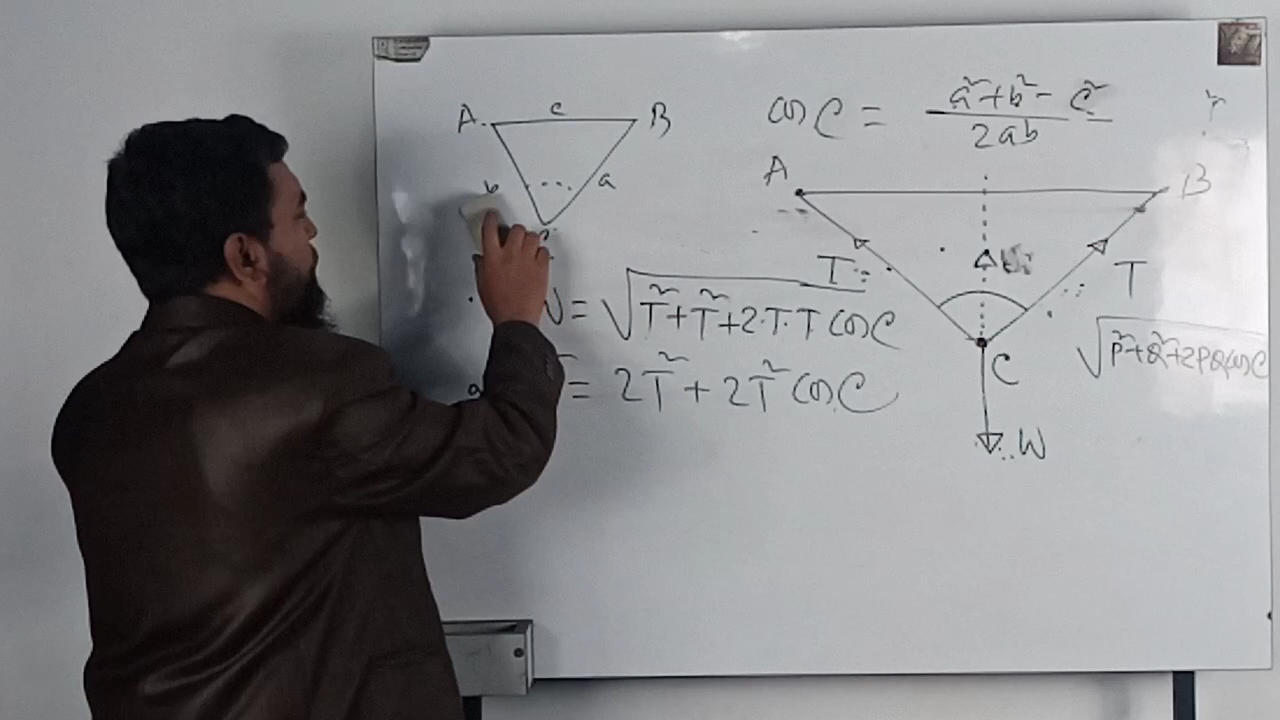 A c B
b a
cos C = a² + b² - c² / 2ab
A B
T T
W = √T² + T² + 2.T.T cos C
√P² + Q² + 2PQ cos C
C
= 2T² + 2T² cos C
W